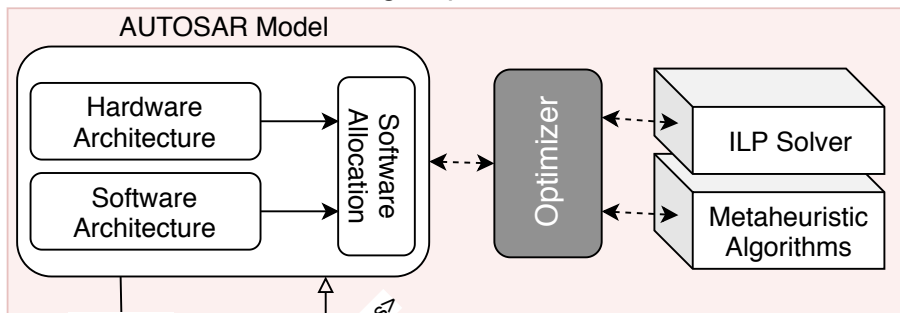 AUTOSAR Model
Hardware
Architecture
Software
Architecture
Software
Allocation
Optimizer
ILP Solver
Metaheuristic
Algorithms